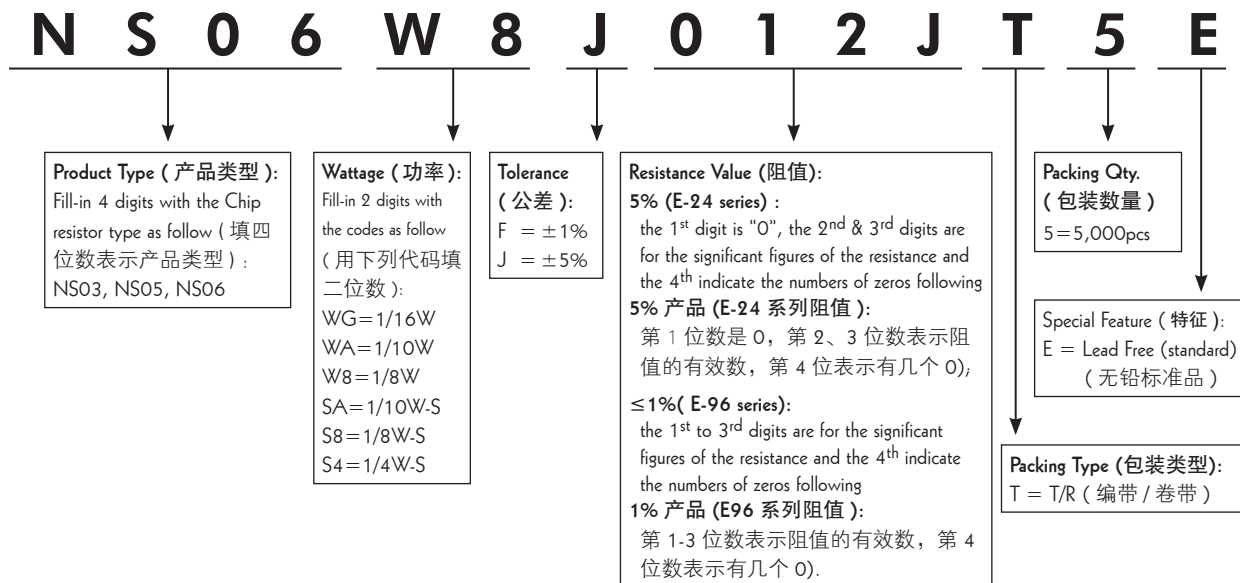 N S 0 6 W 8 J 0 1 2 J T 5 E
Product Type ( 产品类型 ) :
Fill-in 4 digits with the Chip
resistor type as follow ( 填四
位数表示产品类型 ) :
NS03, NS05, NS06
Wattage ( 功率 ) :
Fill-in 2 digits with
the codes as follow
( 用下列代码填
二位数 ) :
WG=1/16W
WA=1/10W
W8=1/8W
SA=1/10W-S
S8=1/8W-S
S4=1/4W-S
Tolerance
( 公差 ) :
F = ±1%
J = ±5%
Resistance Value (阻值):
5% (E-24 series) :
the 1st digit is “0”, the 2nd & 3rd digits are
for the significant figures of the resistance and
the 4th indicate the numbers of zeros following
5% 产品 (E-24 系列阻值 ) :
第 1 位数是 0，第 2、3 位数表示阻
值的有效数，第 4 位表示有几个 0);
≤1%( E-96 series):
the 1st to 3rd digits are for the significant
figures of the resistance and the 4th indicate
the numbers of zeros following
1% 产品 (E96 系列阻值 ) :
第 1-3 位数表示阻值的有效数，第 4
位数表示有几个 0).
Packing Qty.
( 包装数量 )
5=5,000pcs
Special Feature ( 特征 ) :
E = Lead Free (standard)
( 无铅标准品 )
Packing Type (包装类型):
T = T/R ( 编带 / 卷带 )